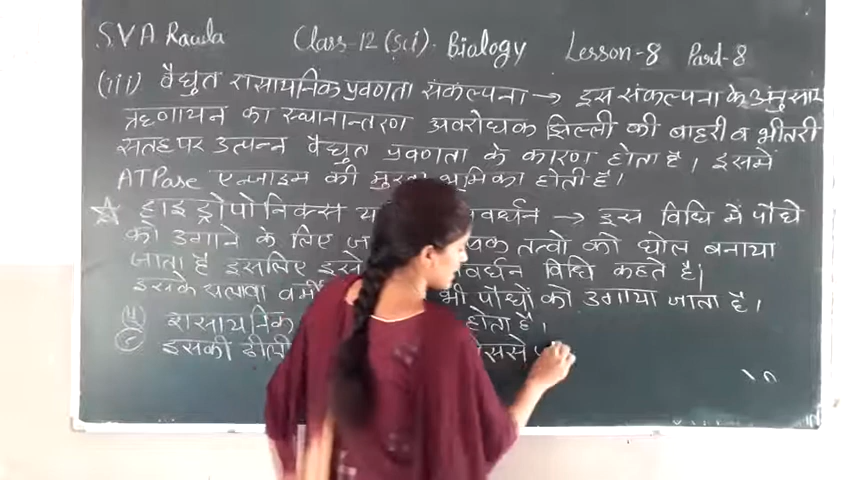 S.V.A. Raula Class-12 (Sci). Biology Lesson-8 Part-8
(iii) वैद्युत रासायनिक प्रवणता संकल्पना → इस संकल्पना के अनुसार
ऋणायन का स्थानान्तरण अवरोधक झिल्ली की बाहरी व भीतरी
सतह पर उत्पन्न वैद्युत प्रवणता के कारण होता है। इसमें
ATPase एन्जाइम की भूमिका होती है।
☆ हाइड्रोपोनिक्स वर्धन → इस विधि में पौधे
को उगाने के लिए तत्वो को घोल बनाया
जाता है इसलिए इसे वर्धन विधि कहते है।
इसके भी पौधों को उगाया जाता है।
रासायनिक होता है।
इसकी